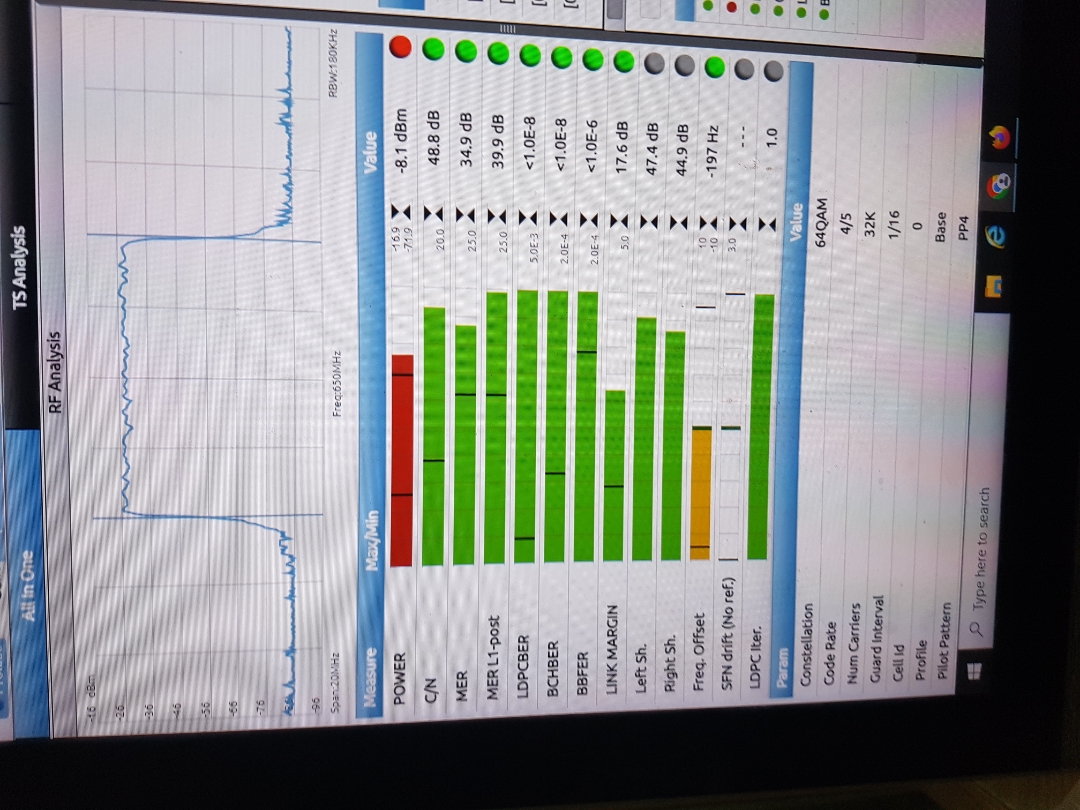 All In One
TS Analysis
RF Analysis
-16 dBm
-26
-36
-46
-56
-66
-76
-96
Span:20MHz Freq:650MHz RBW:180KHz
Measure Max/Min Value
POWER -16.9 -71.9 -8.1 dBm
C/N 20.0 48.8 dB
MER 25.0 34.9 dB
MER L1-post 25.0 39.9 dB
LDPCBER 5.0E-3 <1.0E-8
BCHBER 2.0E-4 <1.0E-8
BBFER 2.0E-4 <1.0E-6
LINK MARGIN 5.0 17.6 dB
Left Sh. 47.4 dB
Right Sh. 44.9 dB
Freq. Offset 10 -10 -197 Hz
SFN drift (No ref.) 3.0 ---
LDPC Iter. 1.0
Param Value
Constellation 64QAM
Code Rate 4/5
Num Carriers 32K
Guard Interval 1/16
Cell Id 0
Profile Base
Pilot Pattern PP4
Type here to search